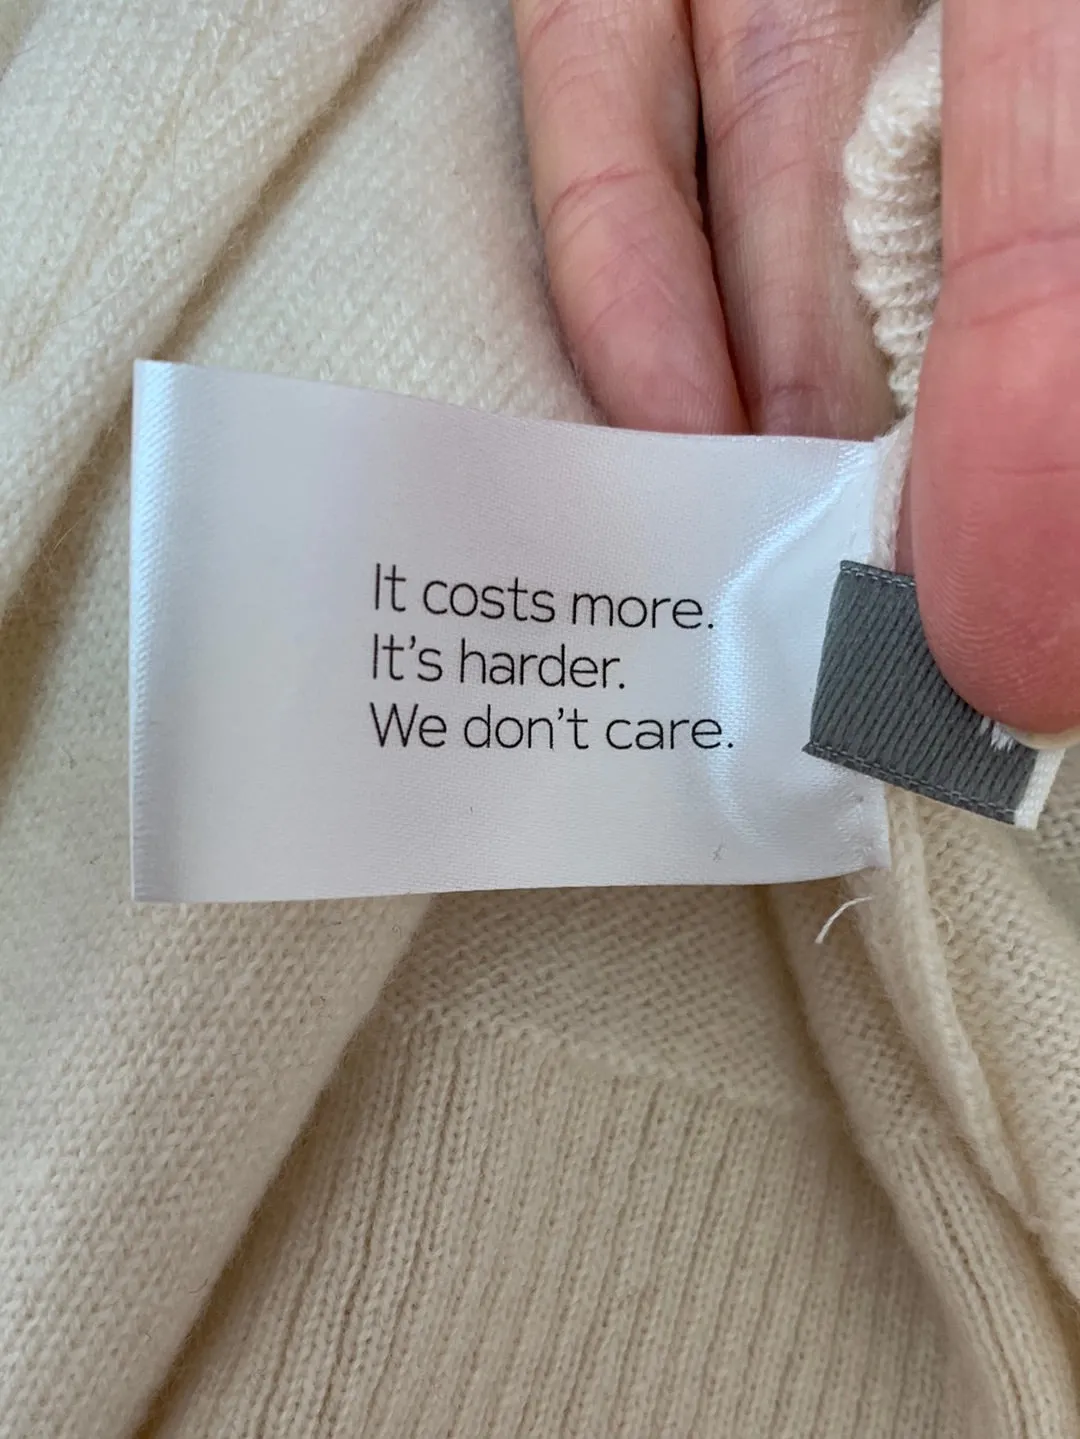 It costs more.
It's harder.
We don't care.